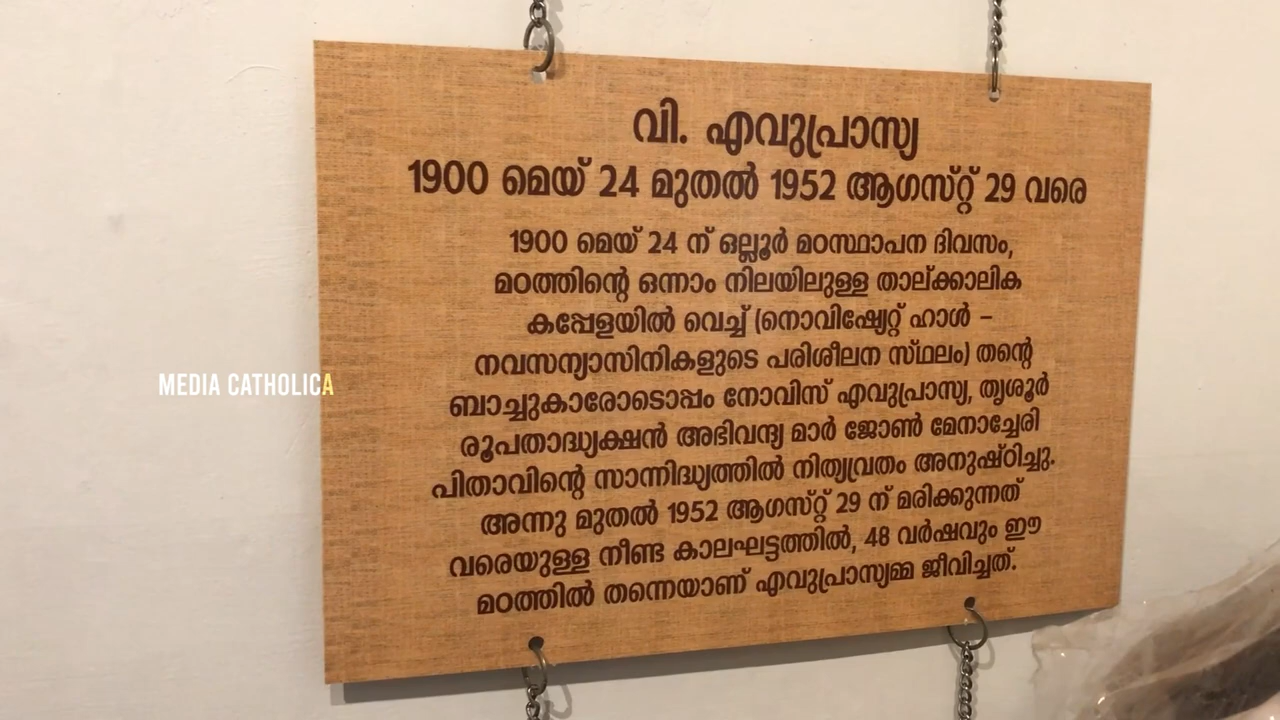 വി. എവുപ്രാസ്യ
1900 മെയ് 24 മുതൽ 1952 ആഗസ്റ്റ് 29 വരെ
1900 മെയ് 24 ന് ഒല്ലൂർ മഠസ്ഥാപന ദിവസം,
മഠത്തിന്റെ ഒന്നാം നിലയിലുള്ള താല്ക്കാലിക
കപ്പേളയിൽ വെച്ച് (നൊവിഷ്യേറ്റ് ഹാൾ –
നവസന്യാസിനികളുടെ പരിശീലന സ്ഥലം) തന്റെ
ബാച്ചുകാരോടൊപ്പം നോവിസ് എവുപ്രാസ്യ, തൃശൂർ
രൂപതാദ്ധ്യക്ഷൻ അഭിവന്ദ്യ മാർ ജോൺ മേനാച്ചേരി
പിതാവിന്റെ സാന്നിദ്ധ്യത്തിൽ നിത്യവ്രതം അനുഷ്ഠിച്ചു.
അന്നു മുതൽ 1952 ആഗസ്റ്റ് 29 ന് മരിക്കുന്നത്
വരെയുള്ള നീണ്ട കാലഘട്ടത്തിൽ, 48 വർഷവും ഈ
മഠത്തിൽ തന്നെയാണ് എവുപ്രാസ്യമ്മ ജീവിച്ചത്.
MEDIA CATHOLICA